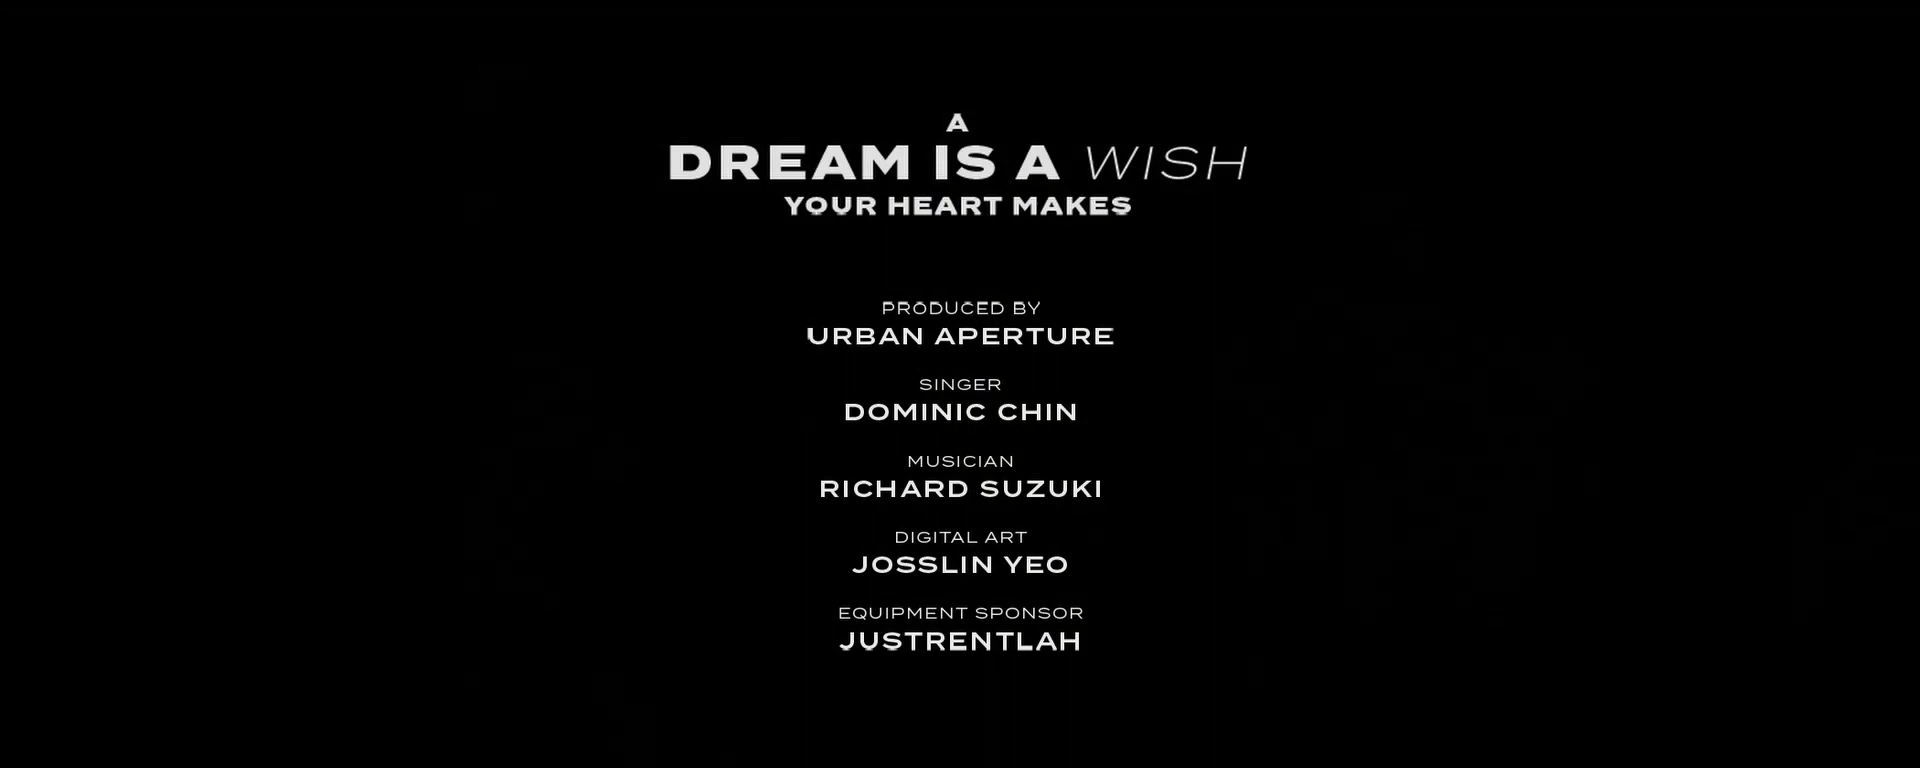 A
DREAM IS A WISH
YOUR HEART MAKES
PRODUCED BY
URBAN APERTURE
SINGER
DOMINIC CHIN
MUSICIAN
RICHARD SUZUKI
DIGITAL ART
JOSSLIN YEO
EQUIPMENT SPONSOR
JUSTRENTLAH